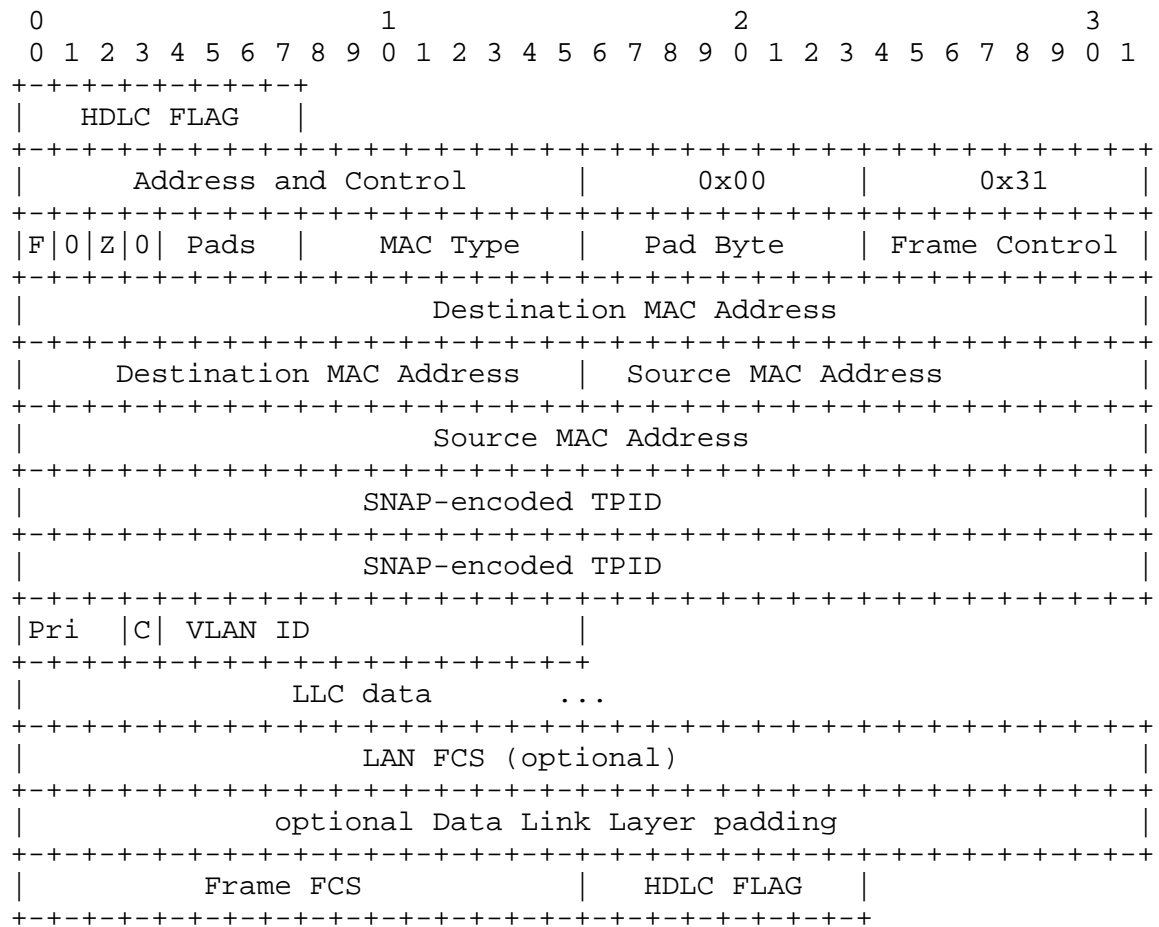 0                   1                   2                   3
 0 1 2 3 4 5 6 7 8 9 0 1 2 3 4 5 6 7 8 9 0 1 2 3 4 5 6 7 8 9 0 1
+-+-+-+-+-+-+-+-+
|   HDLC FLAG   |
+-+-+-+-+-+-+-+-+-+-+-+-+-+-+-+-+-+-+-+-+-+-+-+-+-+-+-+-+-+-+-+-+
|      Address and Control      |      0x00     |      0x31     |
+-+-+-+-+-+-+-+-+-+-+-+-+-+-+-+-+-+-+-+-+-+-+-+-+-+-+-+-+-+-+-+-+
|F|0|Z|0| Pads  |    MAC Type   |   Pad Byte    | Frame Control |
+-+-+-+-+-+-+-+-+-+-+-+-+-+-+-+-+-+-+-+-+-+-+-+-+-+-+-+-+-+-+-+-+
|                       Destination MAC Address                 |
+-+-+-+-+-+-+-+-+-+-+-+-+-+-+-+-+-+-+-+-+-+-+-+-+-+-+-+-+-+-+-+-+
|     Destination MAC Address   |  Source MAC Address           |
+-+-+-+-+-+-+-+-+-+-+-+-+-+-+-+-+-+-+-+-+-+-+-+-+-+-+-+-+-+-+-+-+
|                       Source MAC Address                      |
+-+-+-+-+-+-+-+-+-+-+-+-+-+-+-+-+-+-+-+-+-+-+-+-+-+-+-+-+-+-+-+-+
|                   SNAP-encoded TPID                           |
+-+-+-+-+-+-+-+-+-+-+-+-+-+-+-+-+-+-+-+-+-+-+-+-+-+-+-+-+-+-+-+-+
|                   SNAP-encoded TPID                           |
+-+-+-+-+-+-+-+-+-+-+-+-+-+-+-+-+-+-+-+-+-+-+-+-+-+-+-+-+-+-+-+-+
|Pri  |C| VLAN ID               |
+-+-+-+-+-+-+-+-+-+-+-+-+-+-+-+-+
|               LLC data       ...
+-+-+-+-+-+-+-+-+-+-+-+-+-+-+-+-+-+-+-+-+-+-+-+-+-+-+-+-+-+-+-+-+
|                   LAN FCS (optional)                          |
+-+-+-+-+-+-+-+-+-+-+-+-+-+-+-+-+-+-+-+-+-+-+-+-+-+-+-+-+-+-+-+-+
|              optional Data Link Layer padding                 |
+-+-+-+-+-+-+-+-+-+-+-+-+-+-+-+-+-+-+-+-+-+-+-+-+-+-+-+-+-+-+-+-+
|          Frame FCS            |   HDLC FLAG   |
+-+-+-+-+-+-+-+-+-+-+-+-+-+-+-+-+-+-+-+-+-+-+-+-+